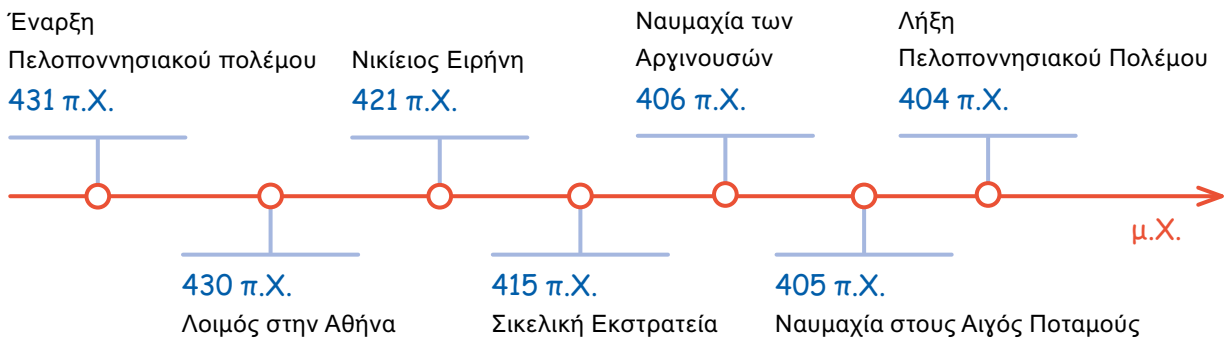 Έναρξη
Πελοποννησιακού πολέμου
431 π.Χ.
430 π.Χ.
Λοιμός στην Αθήνα
Νικίειος Ειρήνη
421 π.Χ.
415 π.Χ.
Σικελική Εκστρατεία
Ναυμαχία των
Αργινουσών
406 π.Χ.
405 π.Χ.
Ναυμαχία στους Αιγός Ποταμούς
Λήξη
Πελοποννησιακού Πολέμου
404 π.Χ.
μ.Χ.